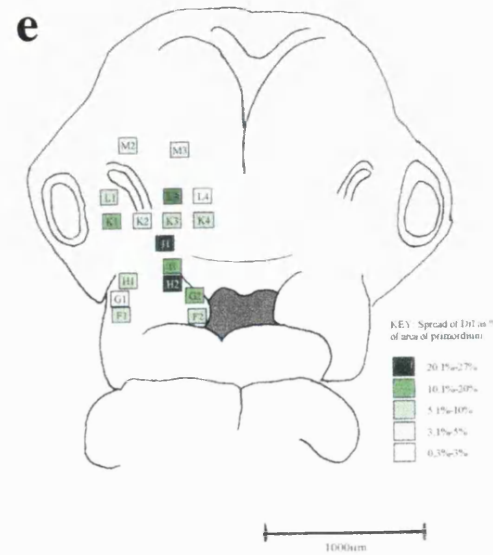 e
M2 M3
L1 L4
K1 K2 K3 K4
H1 H2
G1 G2
F1 F2
KEY: Spread of DiI as %
of area of primordium
20.1%-27%
10.1%-20%
5.1%-10%
3.1%-5%
0.3%-3%
1000um